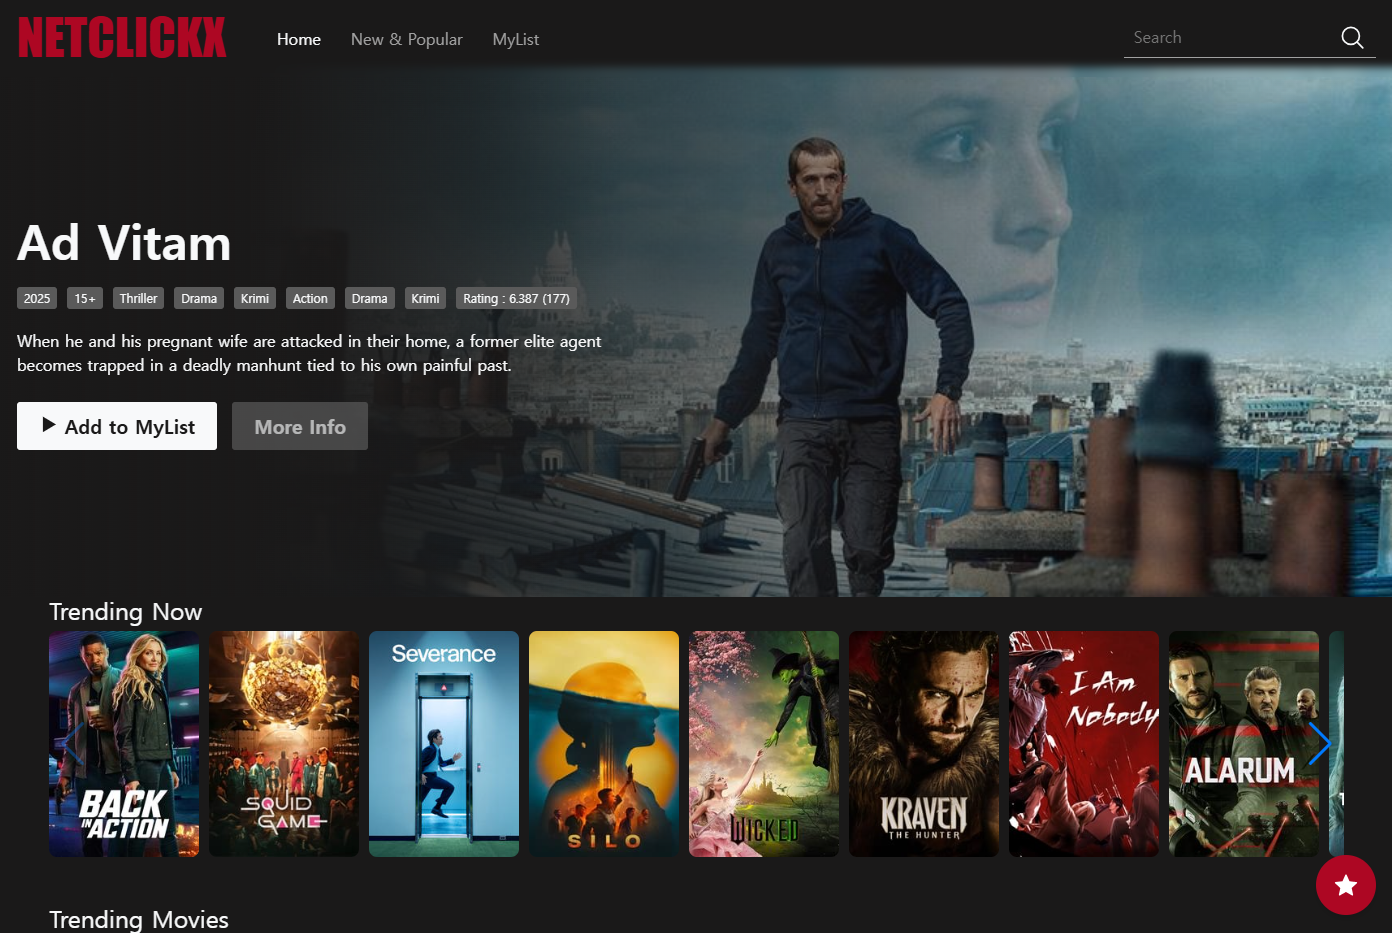 NETCLICKX
Home
New & Popular
MyList
Search
Ad Vitam
2025
15+
Thriller
Drama
Krimi
Action
Drama
Krimi
Rating : 6.387 (177)
When he and his pregnant wife are attacked in their home, a former elite agent
becomes trapped in a deadly manhunt tied to his own painful past.
Add to MyList
More Info
Trending Now
BACK
IN ACTION
SQUID
GAME
Severance
SILO
WICKED
KRAVEN
THE HUNTER
I Am
Nobody
ALARUM
Trending Movies